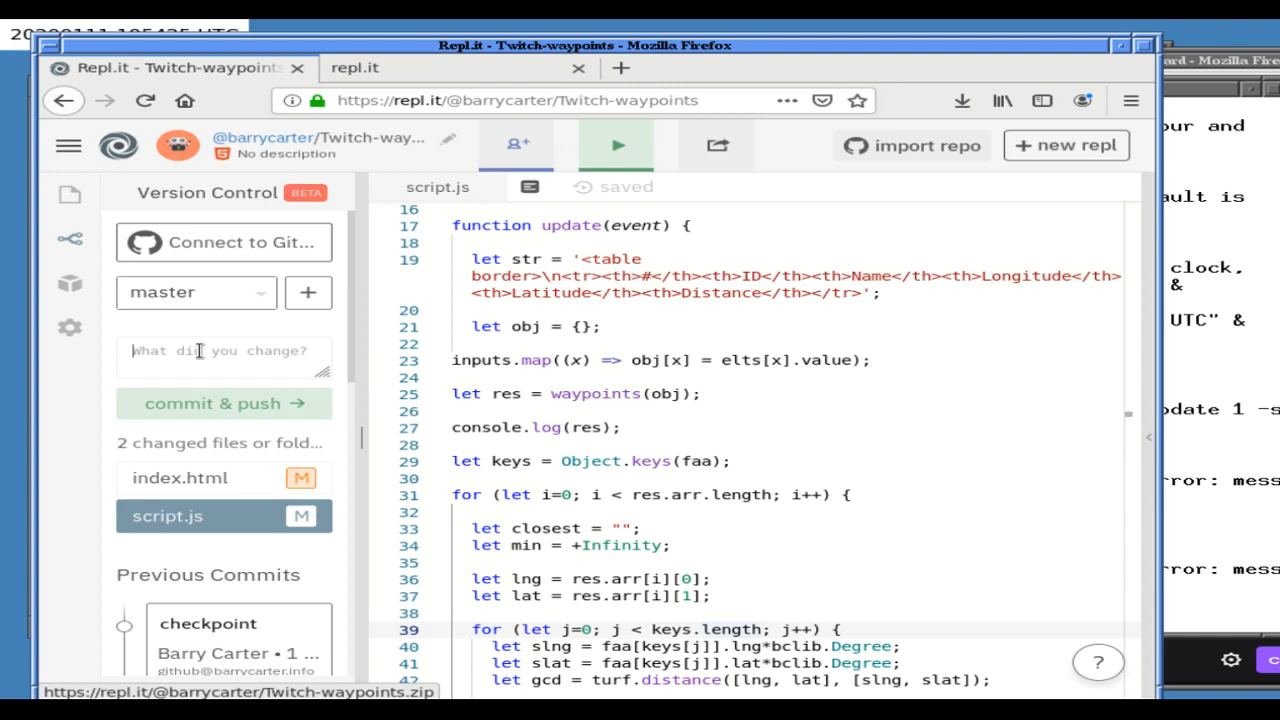 Repl.it - Twitch-waypoints - Mozilla Firefox
ard - Mozilla Fire
Repl.it - Twitch-waypoints
repl.it
https://repl.it/@barrycarter/Twitch-waypoints
@barrycarter/Twitch-way...
No description
import repo
+ new repl
Version Control BETA
Connect to Git...
master
+
What did you change?
commit & push →
2 changed files or fold...
index.html M
script.js M
Previous Commits
checkpoint
Barry Carter • 1 ...
github@barrycarter.info
https://repl.it/@barrycarter/Twitch-waypoints.zip
script.js
saved
16
17 function update(event) {
18
19 let str = '<table
border>\n<tr><th>#</th><th>ID</th><th>Name</th><th>Longitude</th>
<th>Latitude</th><th>Distance</th></tr>';
20
21 let obj = {};
22
23 inputs.map((x) => obj[x] = elts[x].value);
24
25 let res = waypoints(obj);
26
27 console.log(res);
28
29 let keys = Object.keys(faa);
30
31 for (let i=0; i < res.arr.length; i++) {
32
33 let closest = "";
34 let min = +Infinity;
35
36 let lng = res.arr[i][0];
37 let lat = res.arr[i][1];
38
39 for (let j=0; j < keys.length; j++) {
40 let slng = faa[keys[j]].lng*bclib.Degree;
41 let slat = faa[keys[j]].lat*bclib.Degree;
42 let gcd = turf.distance([lng, lat], [slng, slat]);
?
our and
ault is
clock,
&
UTC" &
pdate 1 -s
ror: mess
ror: mess